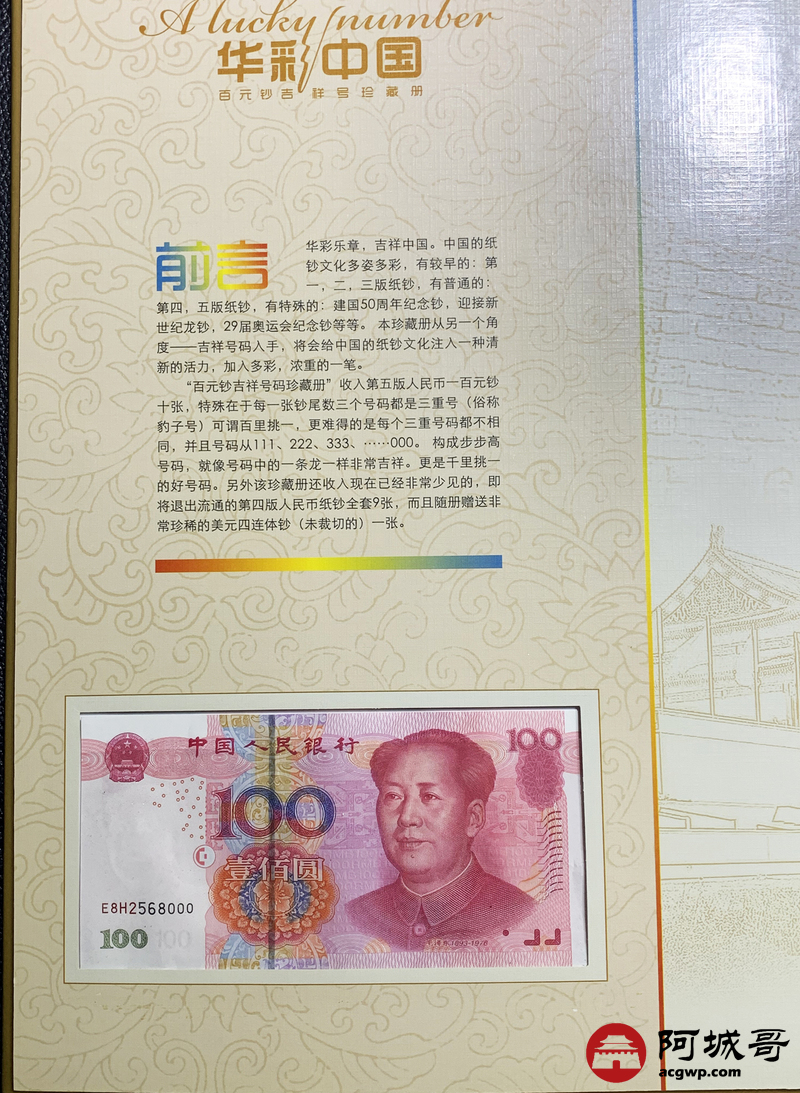 A lucky number
华彩中国
百元钞吉祥号珍藏册
前言
华彩乐章，吉祥中国。中国的纸
钞文化多姿多彩，有较早的：第
一，二，三版纸钞，有普通的：
第四，五版纸钞，有特殊的：建国50周年纪念钞，迎接新
世纪龙钞，29届奥运会纪念钞等等。本珍藏册从另一个角
度——吉祥号码入手，将会给中国的纸钞文化注入一种清
新的活力，加入多彩，浓重的一笔。
“百元钞吉祥号码珍藏册”收入第五版人民币一百元钞
十张，特殊在于每一张钞尾数三个号码都是三重号（俗称
豹子号）可谓百里挑一，更难得的是每个三重号码都不相
同，并且号码从111、222、333、……000。构成步步高
号码，就像号码中的一条龙一样非常吉祥。更是千里挑一
的好号码。另外该珍藏册还收入现在已经非常少见的，即
将退出流通的第四版人民币纸钞全套9张，而且随册赠送非
常珍稀的美元四连体钞（未裁切的）一张。
中国人民银行
100
100
壹佰圆
E8H2568000
100
100
毛泽东 1893-1976
阿城哥
acgwp.com